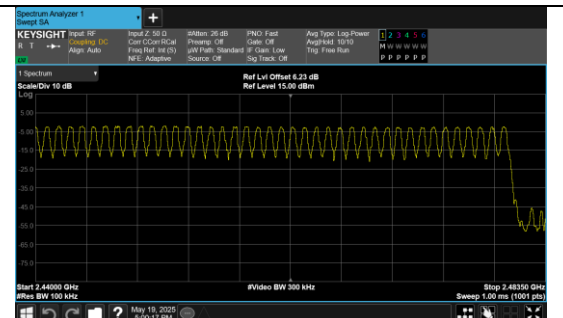 Spectrum Analyzer 1
Swept SA
+
KEYSIGHT Input: RF Input Z: 50 Ω #Atten: 26 dB PNO: Fast Avg Type: Log-Power 1 2 3 4 5 6
R T Coupling: DC Corr CCorr RCal Preamp: Off Gate: Off Avg|Hold: 10/10 M W W W W W
Align: Auto Freq Ref: Int (S) µW Path: Standard IF Gain: Low Trig: Free Run
NFE: Adaptive Source: Off Sig Track: Off P P P P P P
1 Spectrum
Scale/Div 10 dB
Ref Lvl Offset 6.23 dB
Ref Level 15.00 dBm
Log
5.00
-5.00
-15.0
-25.0
-35.0
-45.0
-55.0
-65.0
-75.0
Start 2.44000 GHz #Video BW 300 kHz Stop 2.48350 GHz
#Res BW 100 kHz Sweep 1.00 ms (1001 pts)
? May 19, 2025